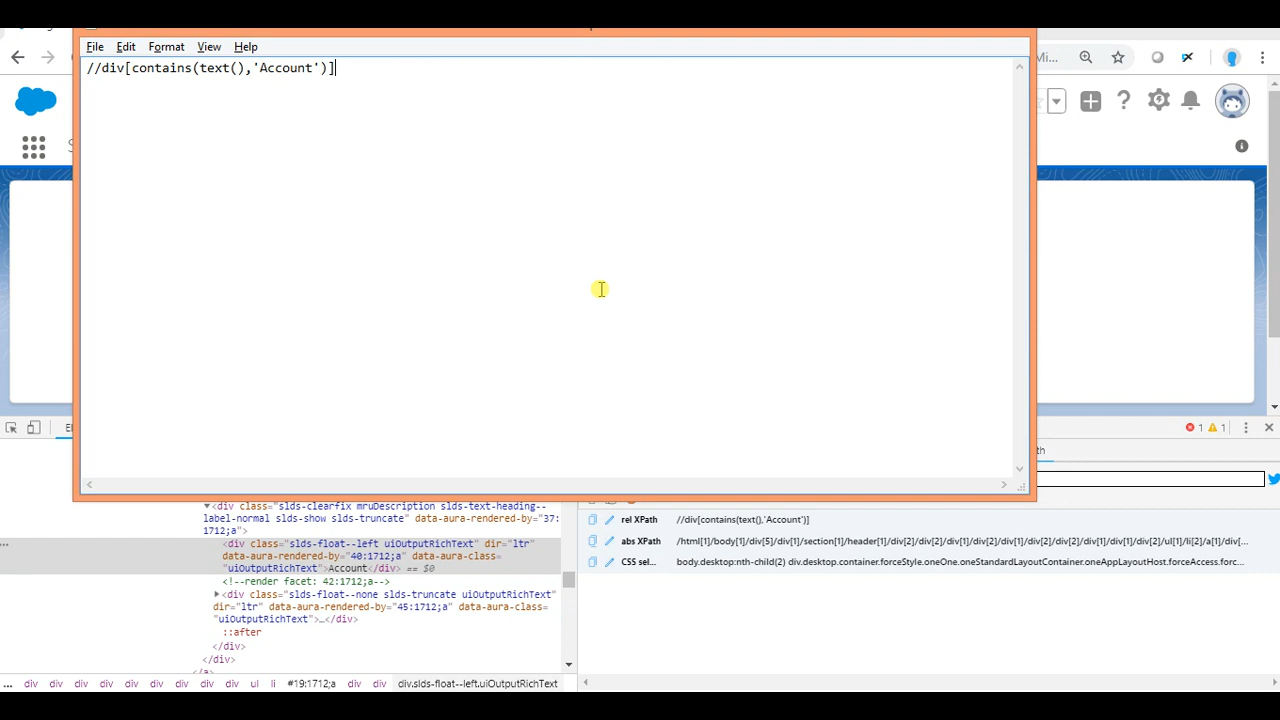 File Edit Format View Help
//div[contains(text(),'Account')]
Mi...
1 1
th
<div class="slds-clearfix mruDescription slds-text-heading--
label-normal slds-show slds-truncate" data-aura-rendered-by="37:
1712;a">
<div class="slds-float--left uiOutputRichText" dir="ltr"
data-aura-rendered-by="40:1712;a" data-aura-class=
"uiOutputRichText">Account</div> == $0
<!--render facet: 42:1712;a-->
<div class="slds-float--none slds-truncate uiOutputRichText"
dir="ltr" data-aura-rendered-by="45:1712;a" data-aura-class=
"uiOutputRichText">…</div>
::after
</div>
</div>
</a>
... div div div div div div div ul li #19:1712;a div div div.slds-float--left.uiOutputRichText
rel XPath //div[contains(text(),'Account')]
abs XPath /html[1]/body[1]/div[5]/div[1]/section[1]/header[1]/div[2]/div[2]/div[1]/div[2]/div[1]/div[2]/div[1]/div[2]/ul[1]/li[2]/a[1]/div[...
CSS sel... body.desktop:nth-child(2) div.desktop.container.forceStyle.oneOne.oneStandardLayoutContainer.oneAppLayoutHost.forceAccess.forc...